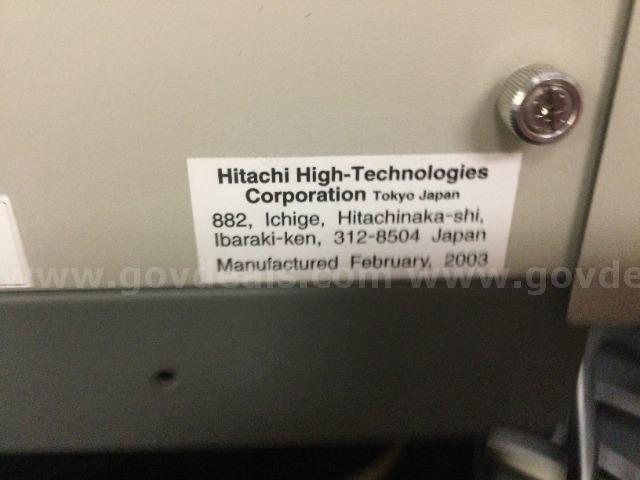 Hitachi High-Technologies
Corporation Tokyo Japan
882, Ichige, Hitachinaka-shi,
Ibaraki-ken, 312-8504 Japan
Manufactured February, 2003
www.govdeals.com www.govde